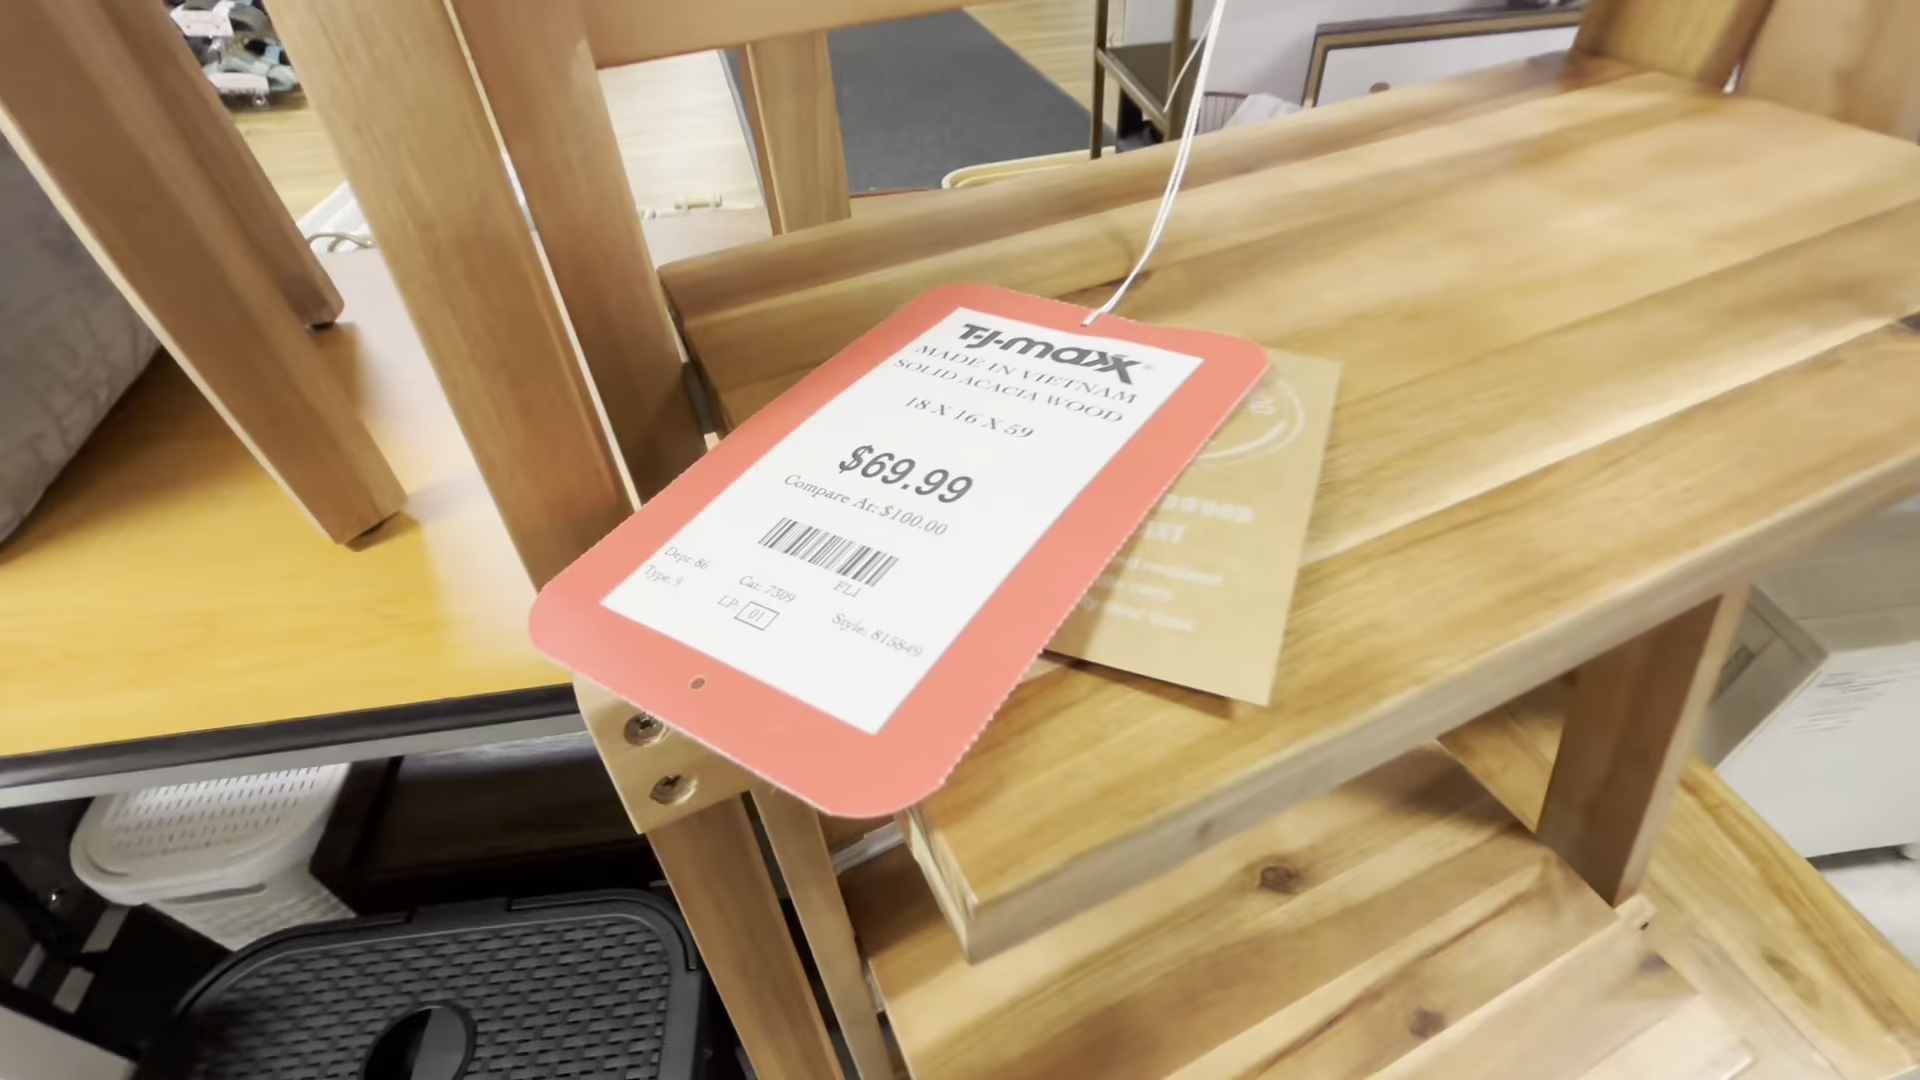 T·J·maxx
MADE IN VIETNAM
SOLID ACACIA WOOD
18 X 16 X 59
$69.99
Compare At: $100.00
Dept: 86
Cat: 7309
FLI
Type: 9
LP: 01
Style: 815849